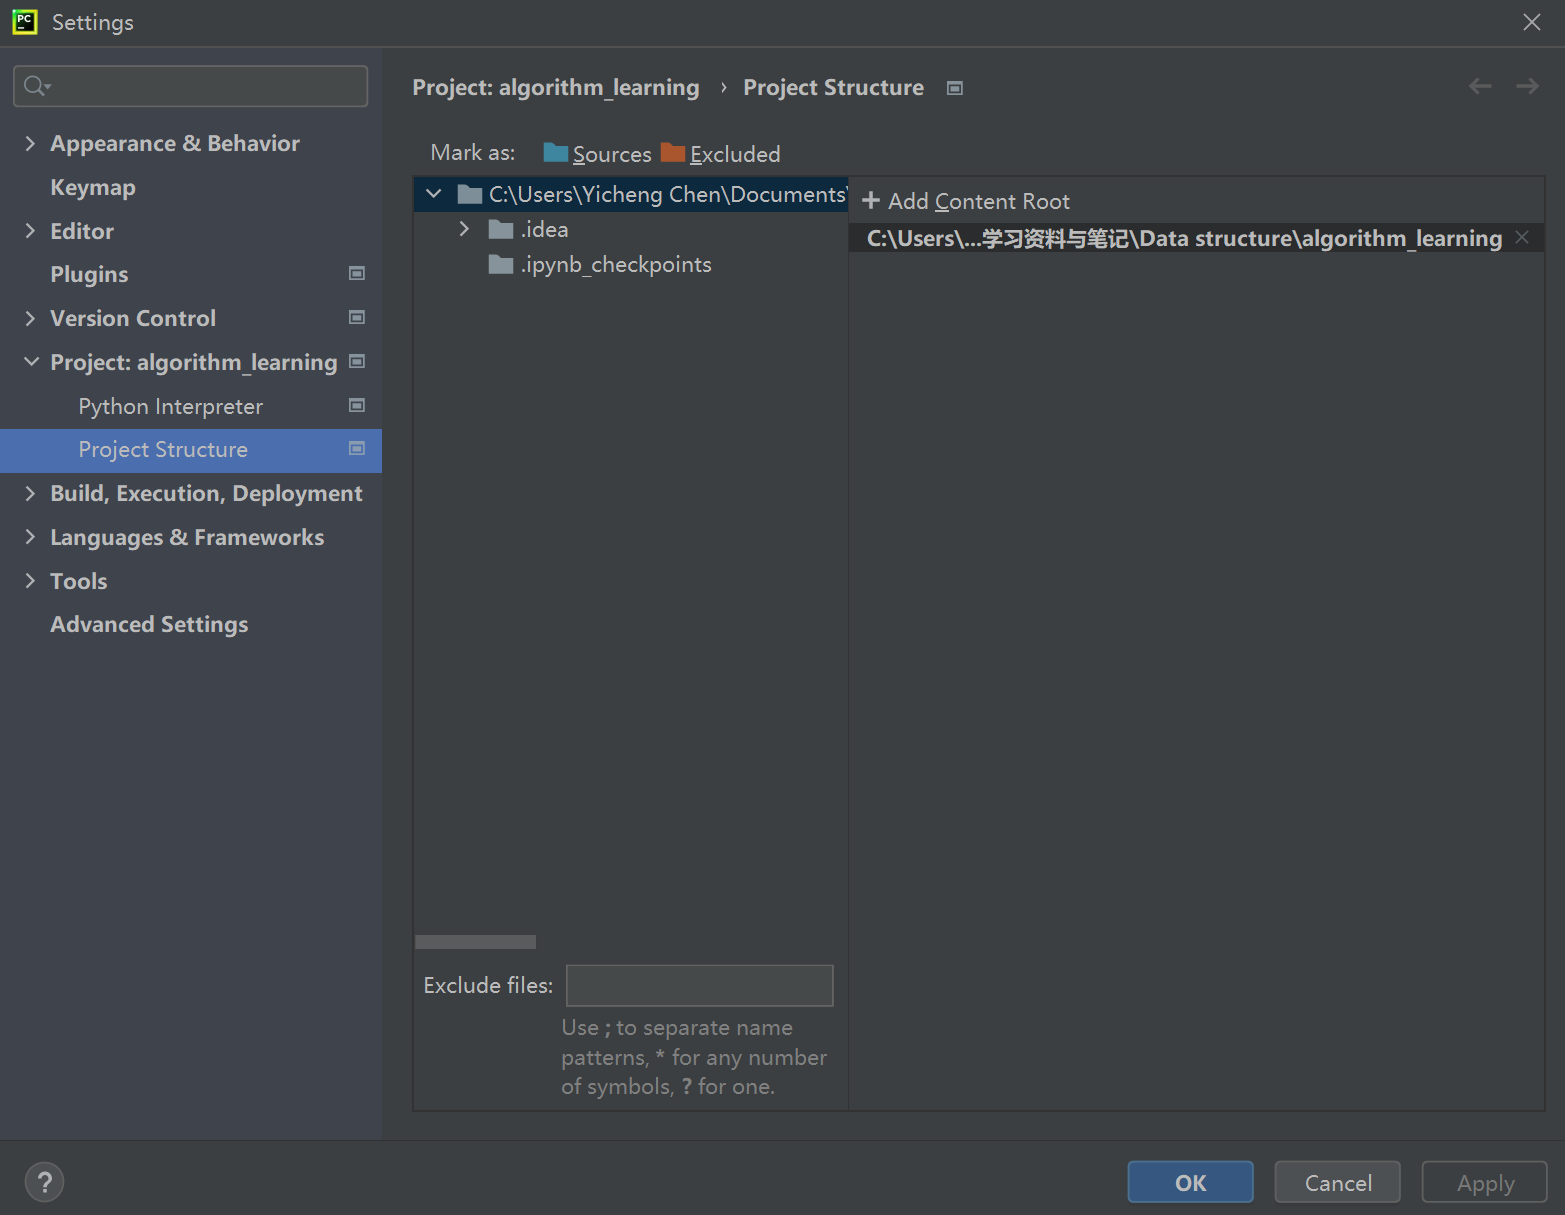 PC
Settings
Appearance & Behavior
Keymap
Editor
Plugins
Version Control
Project: algorithm_learning
Python Interpreter
Project Structure
Build, Execution, Deployment
Languages & Frameworks
Tools
Advanced Settings
Project: algorithm_learning › Project Structure
Mark as: Sources Excluded
C:\Users\Yicheng Chen\Documents\
.idea
.ipynb_checkpoints
Exclude files:
Use ; to separate name
patterns, * for any number
of symbols, ? for one.
+ Add Content Root
C:\Users\...学习资料与笔记\Data structure\algorithm_learning
?
OK
Cancel
Apply